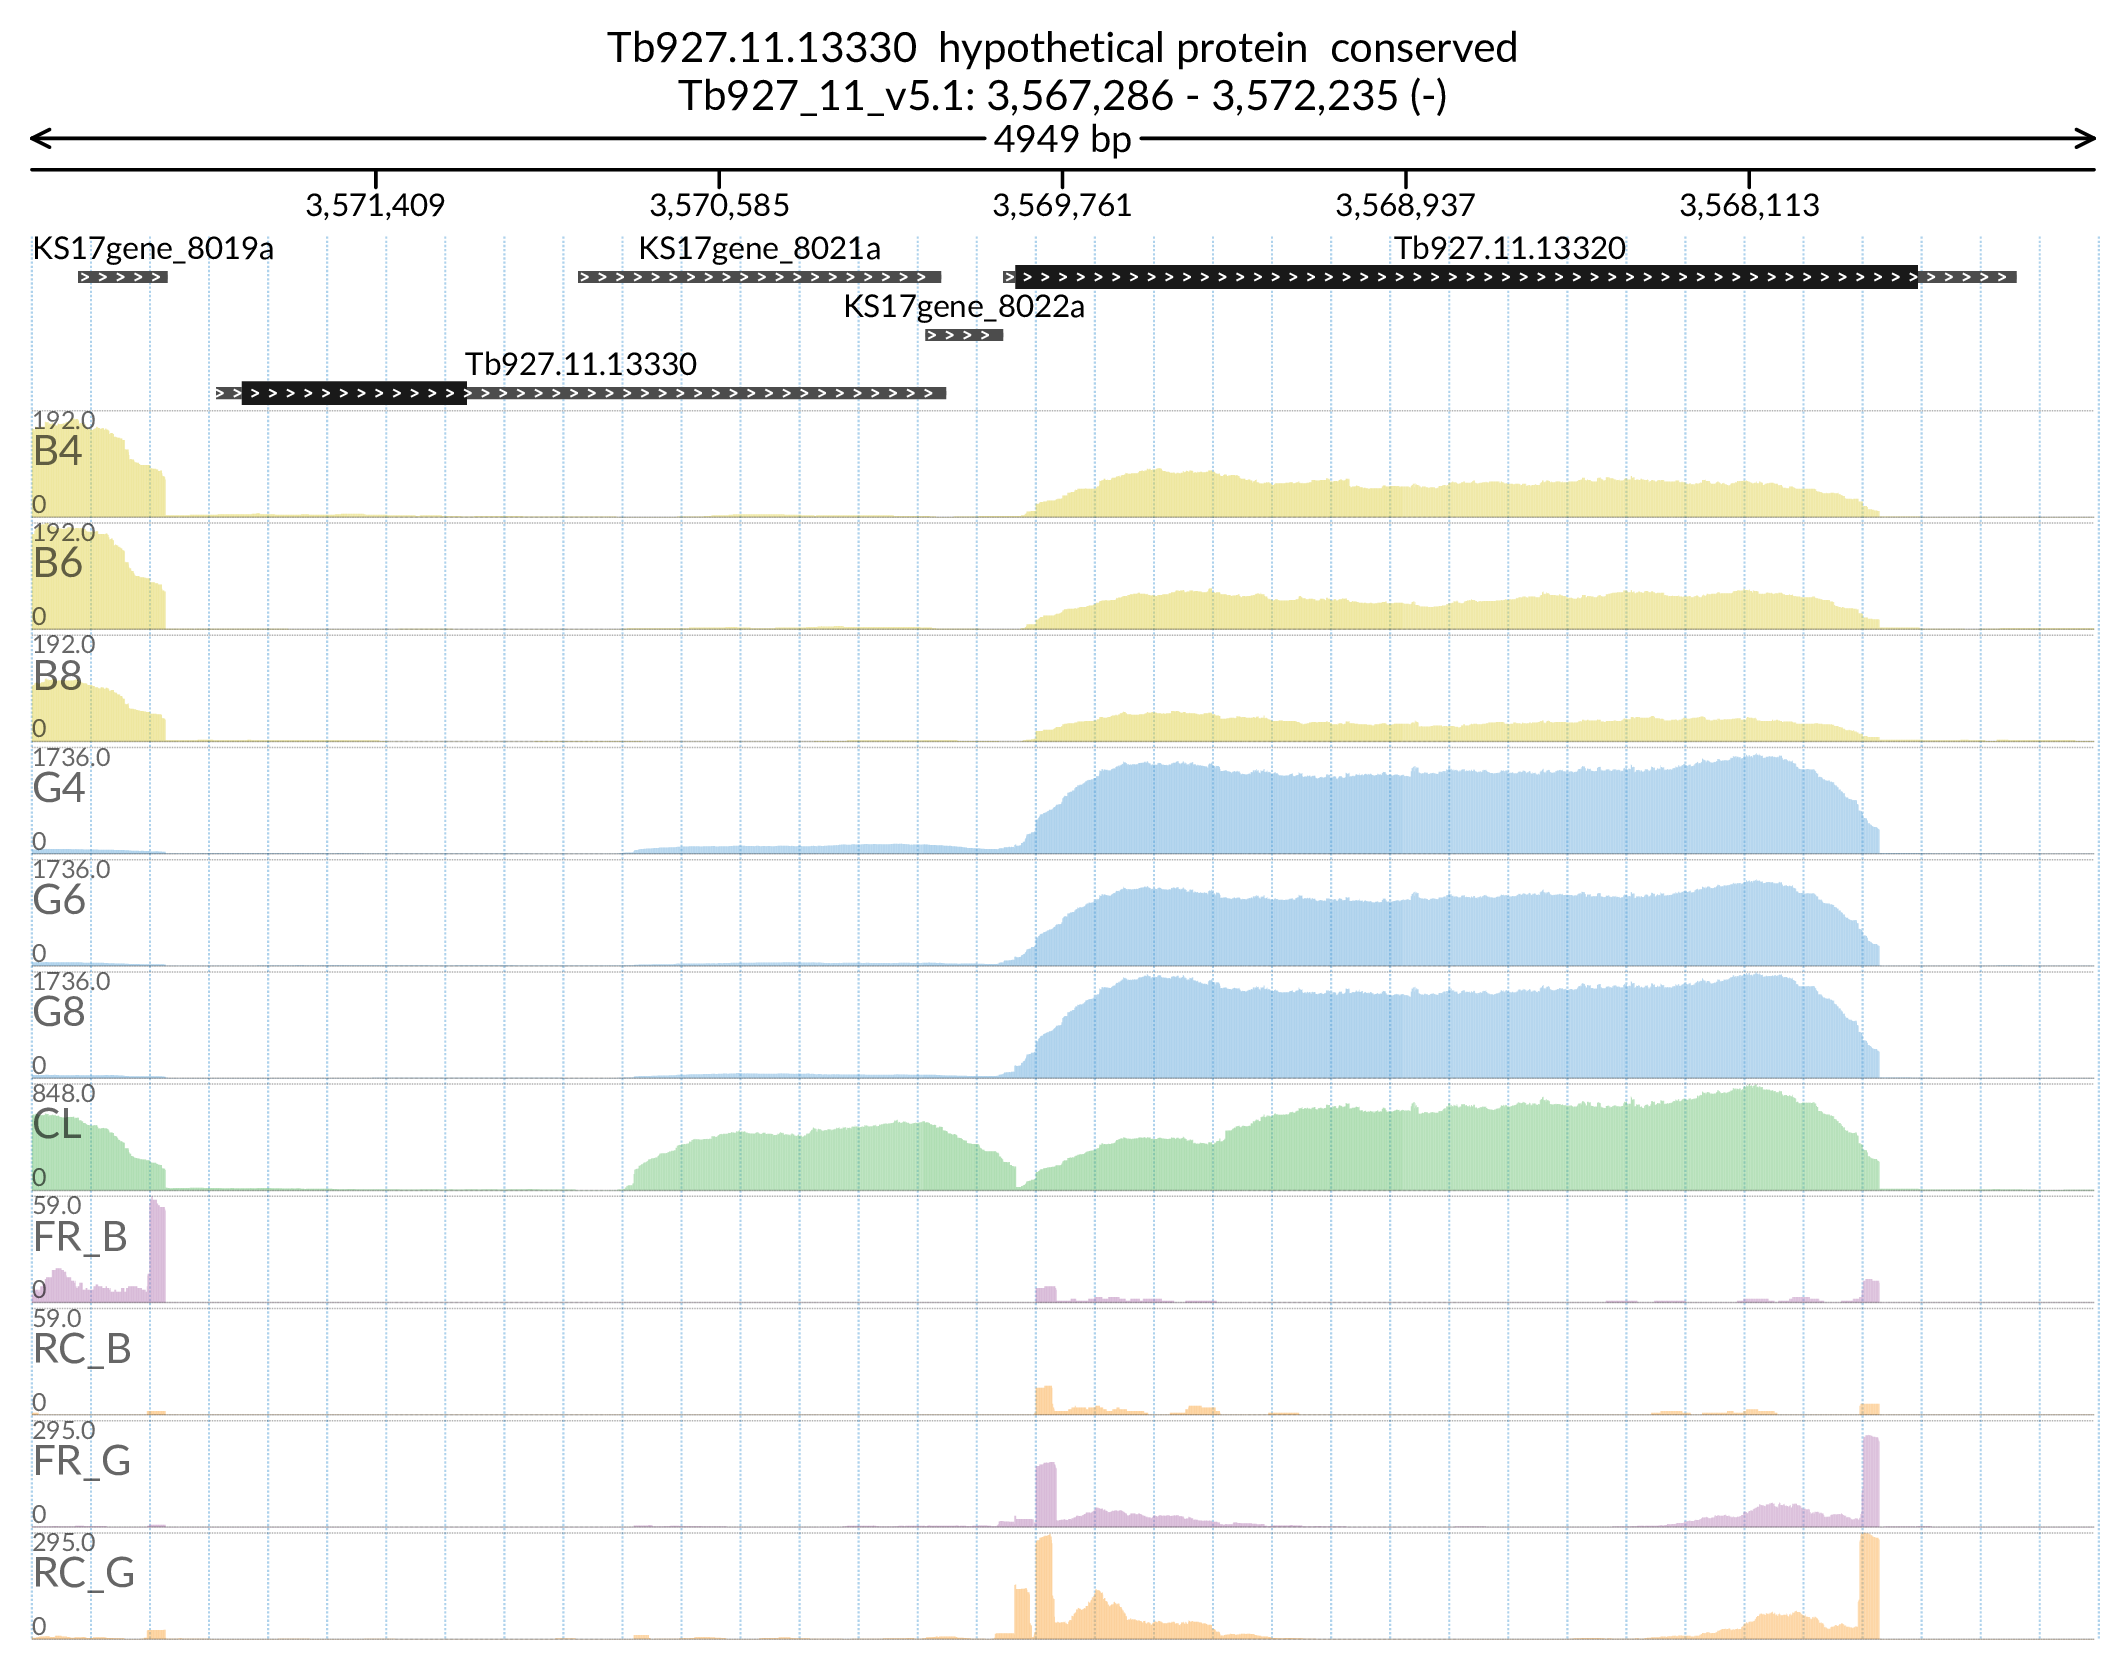 Tb927.11.13330  hypothetical protein  conserved
Tb927_11_v5.1: 3,567,286 - 3,572,235 (-)
4949 bp
3,571,409 3,570,585 3,569,761 3,568,937 3,568,113
KS17gene_8019a KS17gene_8021a Tb927.11.13320
KS17gene_8022a
Tb927.11.13330
192.0
B4
0
192.0
B6
0
192.0
B8
0
1736.0
G4
0
1736.0
G6
0
1736.0
G8
0
848.0
CL
0
59.0
FR_B
0
59.0
RC_B
0
295.0
FR_G
0
295.0
RC_G
0